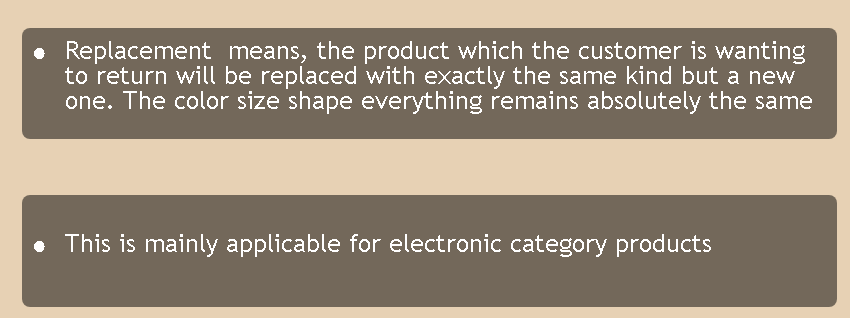 • Replacement  means, the product which the customer is wanting
to return will be replaced with exactly the same kind but a new
one. The color size shape everything remains absolutely the same
• This is mainly applicable for electronic category products